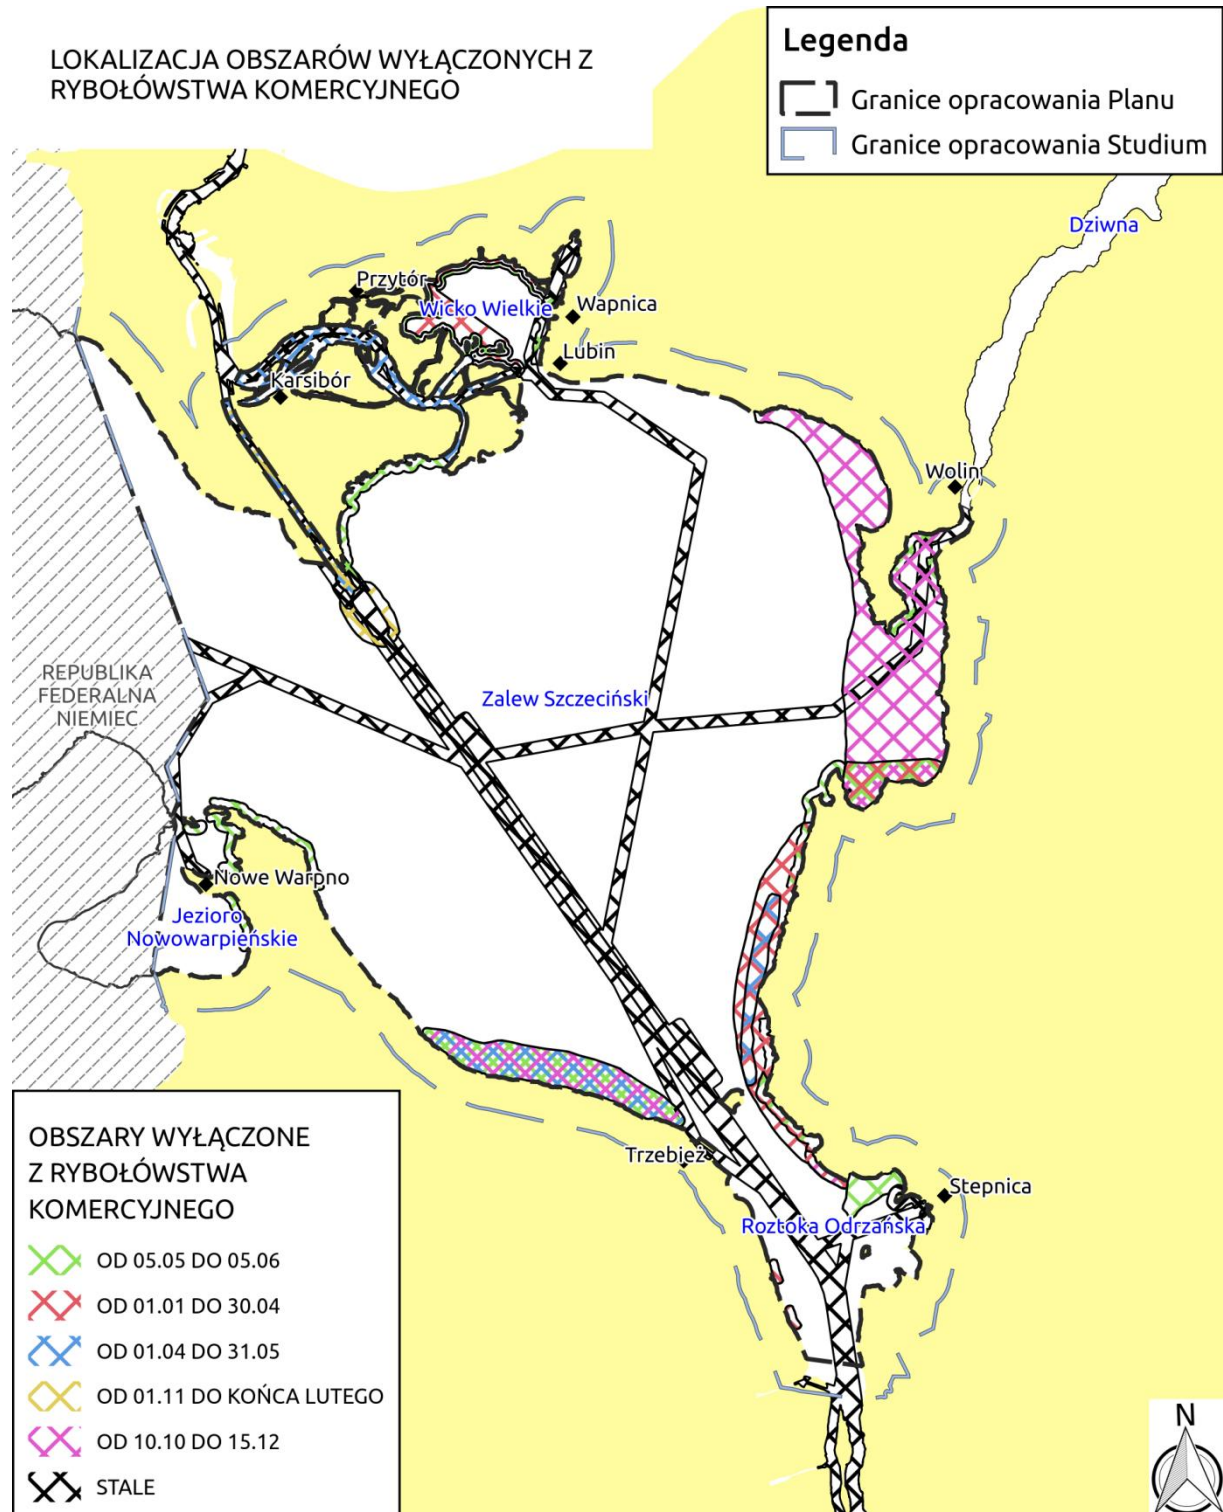 LOKALIZACJA OBSZARÓW WYŁĄCZONYCH Z
RYBOŁÓWSTWA KOMERCYJNEGO
Legenda
Granice opracowania Planu
Granice opracowania Studium
Dziwna
Przytór
Wicko Wielkie
Wapnica
Lubin
Karsibór
Wolin
REPUBLIKA
FEDERALNA
NIEMIEC
Zalew Szczeciński
Nowe Warpno
Jezioro
Nowowarpieńskie
Trzebież
Stepnica
Roztoka Odrzańska
OBSZARY WYŁĄCZONE
Z RYBOŁÓWSTWA
KOMERCYJNEGO
OD 05.05 DO 05.06
OD 01.01 DO 30.04
OD 01.04 DO 31.05
OD 01.11 DO KOŃCA LUTEGO
OD 10.10 DO 15.12
STALE
N